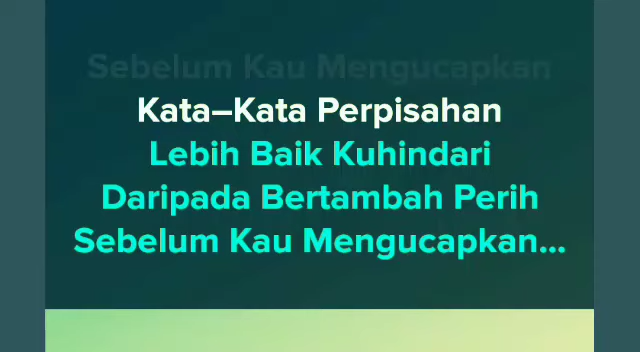 Sebelum Kau Mengucapkan
Kata–Kata Perpisahan
Lebih Baik Kuhindari
Daripada Bertambah Perih
Sebelum Kau Mengucapkan...